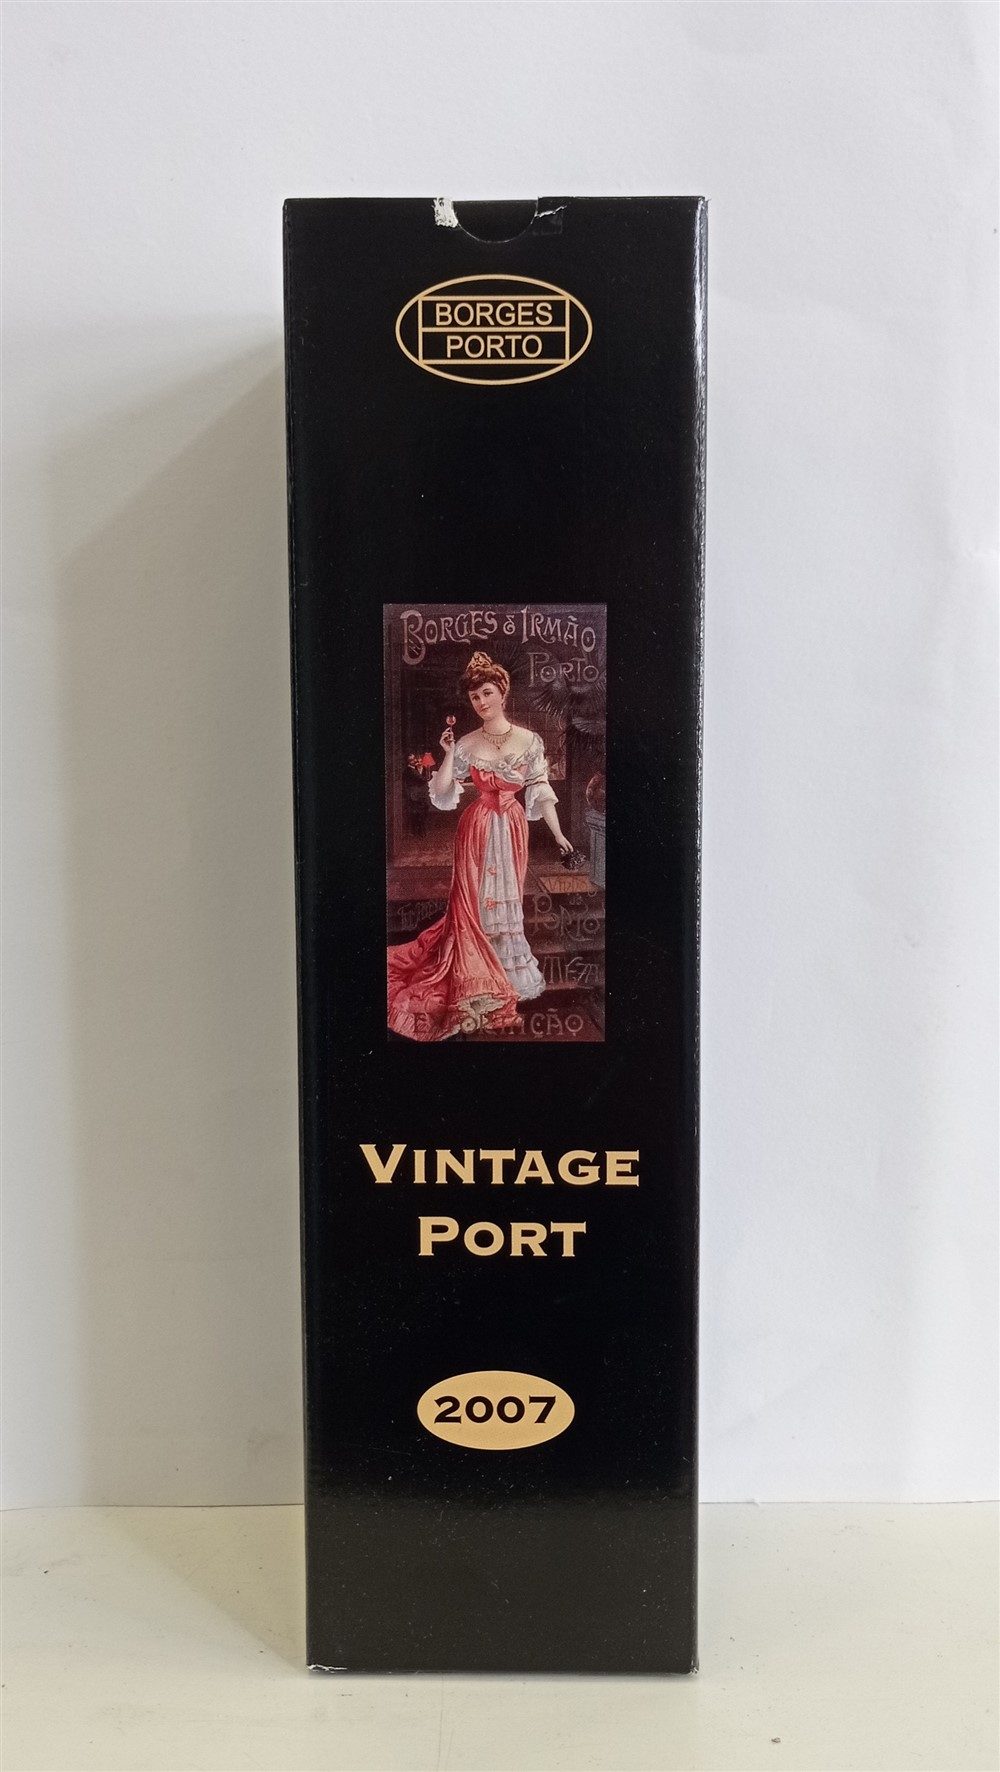 BORGES
PORTO
BORGES & IRMÃO
PORTO
PORTO
VINTAGE
PORT
2007